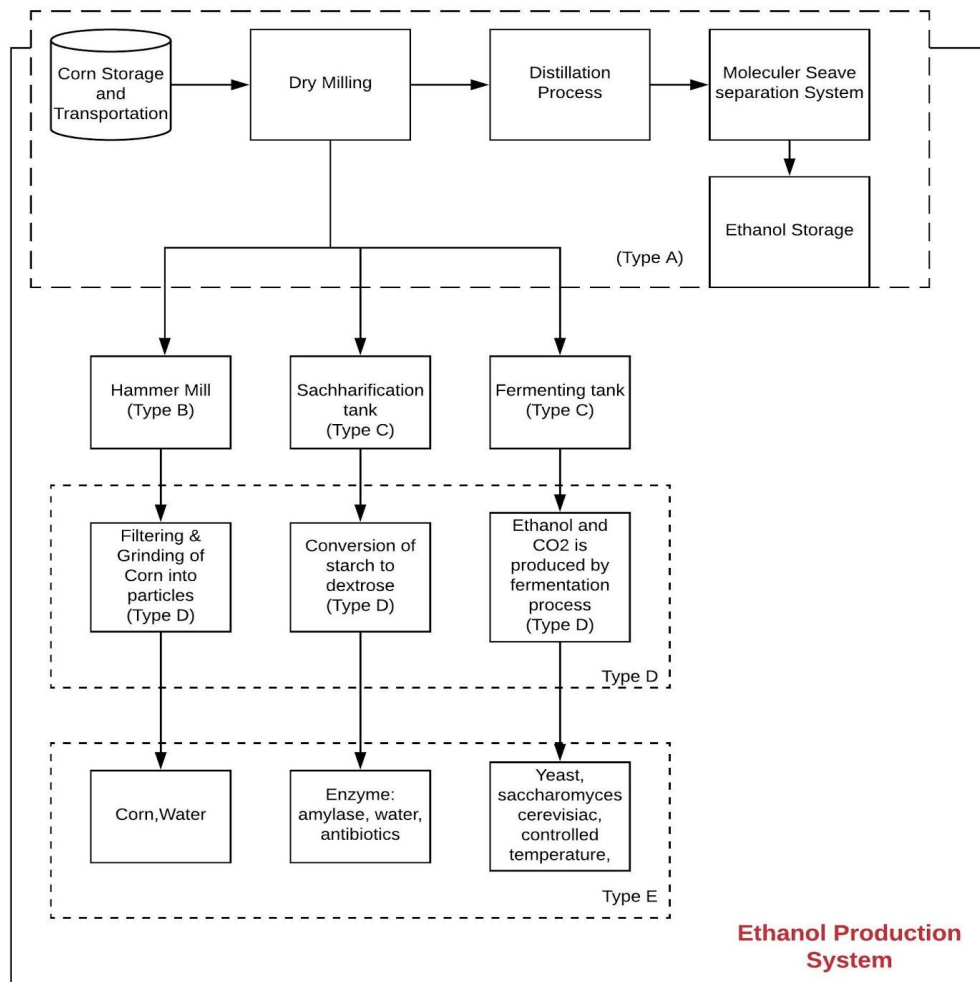 Corn Storage
and
Transportation
Dry Milling
Distillation
Process
Moleculer Seave
separation System
Ethanol Storage
(Type A)
Hammer Mill
(Type B)
Sachharification
tank
(Type C)
Fermenting tank
(Type C)
Filtering &
Grinding of
Corn into
particles
(Type D)
Conversion of
starch to
dextrose
(Type D)
Ethanol and
CO2 is
produced by
fermentation
process
(Type D)
Type D
Corn,Water
Enzyme:
amylase, water,
antibiotics
Yeast,
saccharomyces
cerevisiac,
controlled
temperature,
Type E
Ethanol Production
System